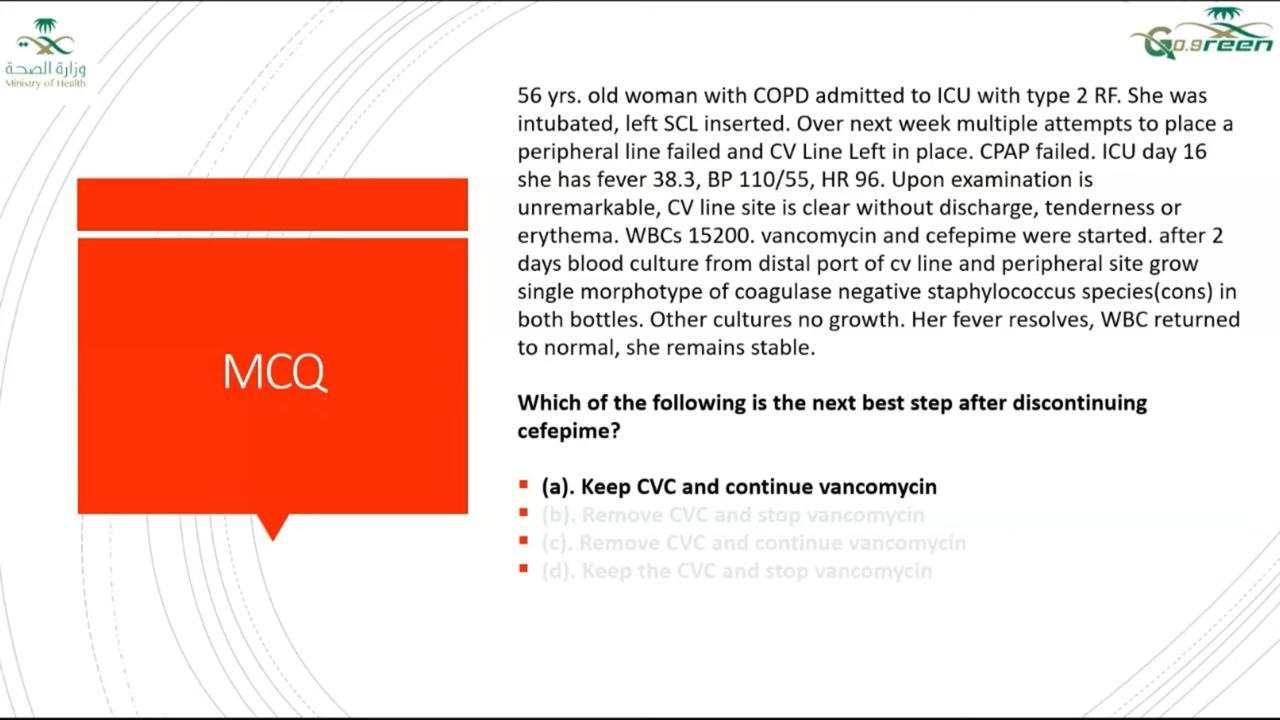 وزارة الصحة
Ministry of Health
Go.green
56 yrs. old woman with COPD admitted to ICU with type 2 RF. She was
intubated, left SCL inserted. Over next week multiple attempts to place a
peripheral line failed and CV Line Left in place. CPAP failed. ICU day 16
she has fever 38.3, BP 110/55, HR 96. Upon examination is
unremarkable, CV line site is clear without discharge, tenderness or
erythema. WBCs 15200. vancomycin and cefepime were started. after 2
days blood culture from distal port of cv line and peripheral site grow
single morphotype of coagulase negative staphylococcus species(cons) in
both bottles. Other cultures no growth. Her fever resolves, WBC returned
to normal, she remains stable.
MCQ
Which of the following is the next best step after discontinuing
cefepime?
(a). Keep CVC and continue vancomycin
(b). Remove CVC and stop vancomycin
(c). Remove CVC and continue vancomycin
(d). Keep the CVC and stop vancomycin